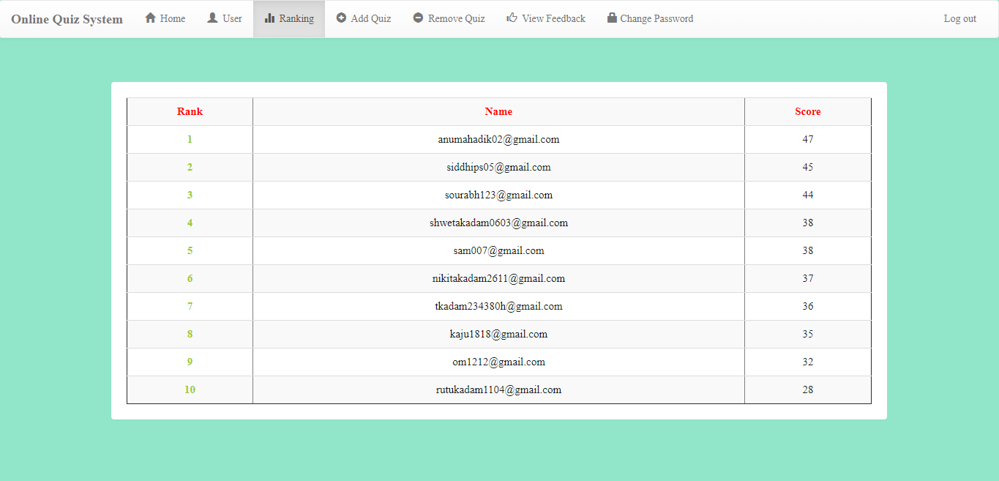 Online Quiz System Home User Ranking Add Quiz Remove Quiz View Feedback Change Password Log out
Rank Name Score
1 anumahadik02@gmail.com 47
2 siddhips05@gmail.com 45
3 sourabh123@gmail.com 44
4 shwetakadam0603@gmail.com 38
5 sam007@gmail.com 38
6 nikitakadam2611@gmail.com 37
7 tkadam234380h@gmail.com 36
8 kaju1818@gmail.com 35
9 om1212@gmail.com 32
10 rutukadam1104@gmail.com 28